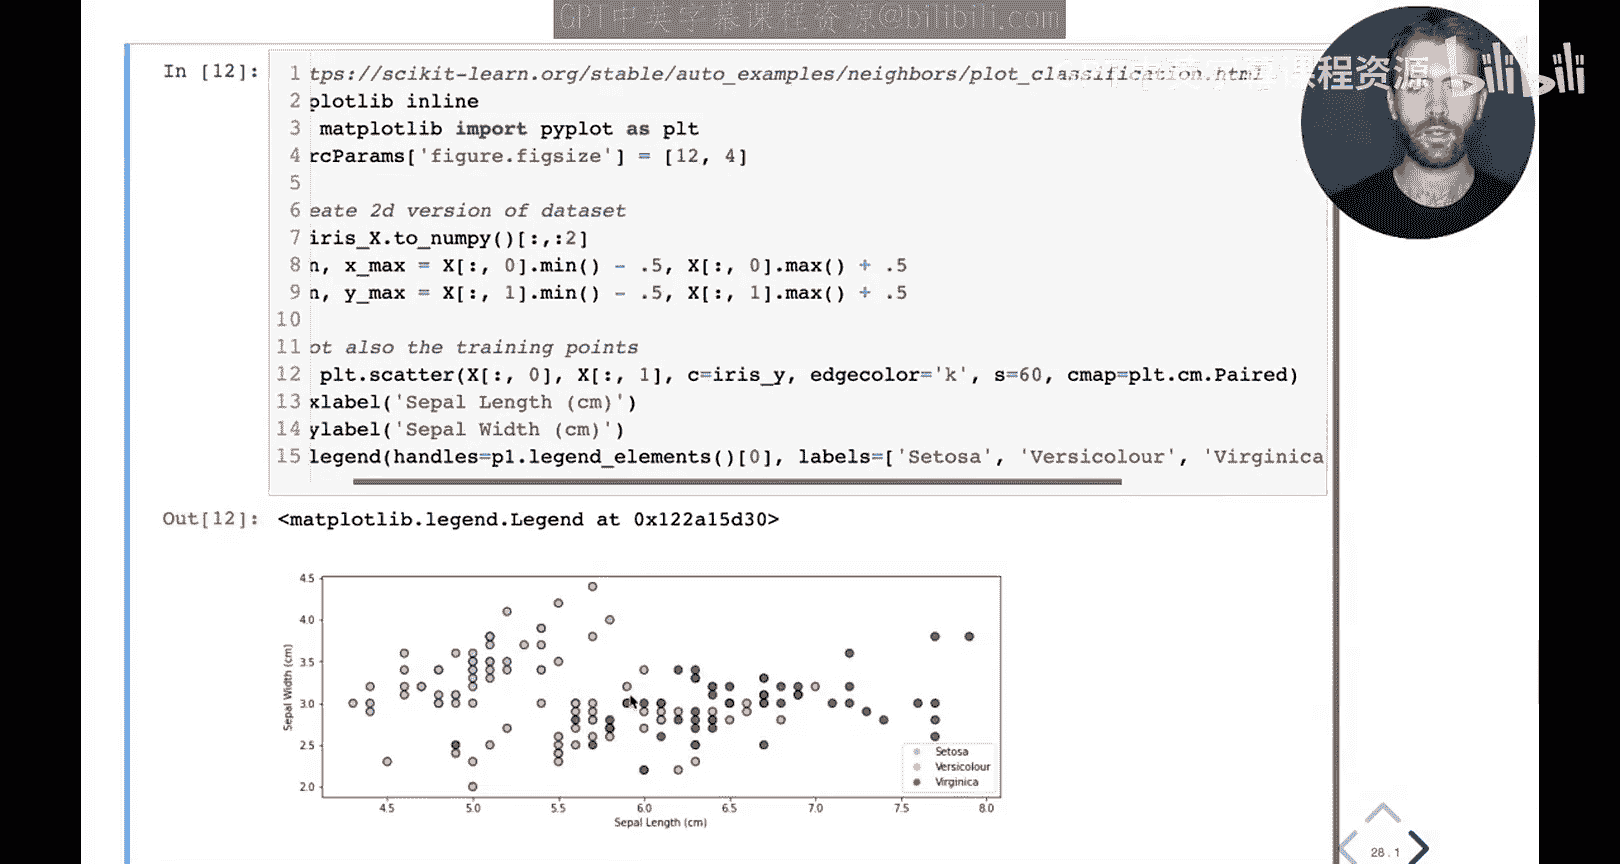 GPT中英字幕课程资源@bilibili.com
课程资源 bilibili
In [12]:
1 tps://scikit-learn.org/stable/auto_examples/neighbors/plot_classification.html
2 plotlib inline
3 matplotlib import pyplot as plt
4 rcParams['figure.figsize'] = [12, 4]
5
6 eate 2d version of dataset
7 iris_X.to_numpy()[:,:2]
8 n, x_max = X[:, 0].min() - .5, X[:, 0].max() + .5
9 n, y_max = X[:, 1].min() - .5, X[:, 1].max() + .5
10
11 ot also the training points
12 plt.scatter(X[:, 0], X[:, 1], c=iris_y, edgecolor='k', s=60, cmap=plt.cm.Paired)
13 xlabel('Sepal Length (cm)')
14 ylabel('Sepal Width (cm)')
15 legend(handles=p1.legend_elements()[0], labels=['Setosa', 'Versicolour', 'Virginica
Out[12]: <matplotlib.legend.Legend at 0x122a15d30>
4.5
4.0
3.5
3.0
2.5
2.0
Sepal Width (cm)
Setosa
Versicolour
Virginica
4.5 5.0 5.5 6.0 6.5 7.0 7.5 8.0
Sepal Length (cm)
28.1